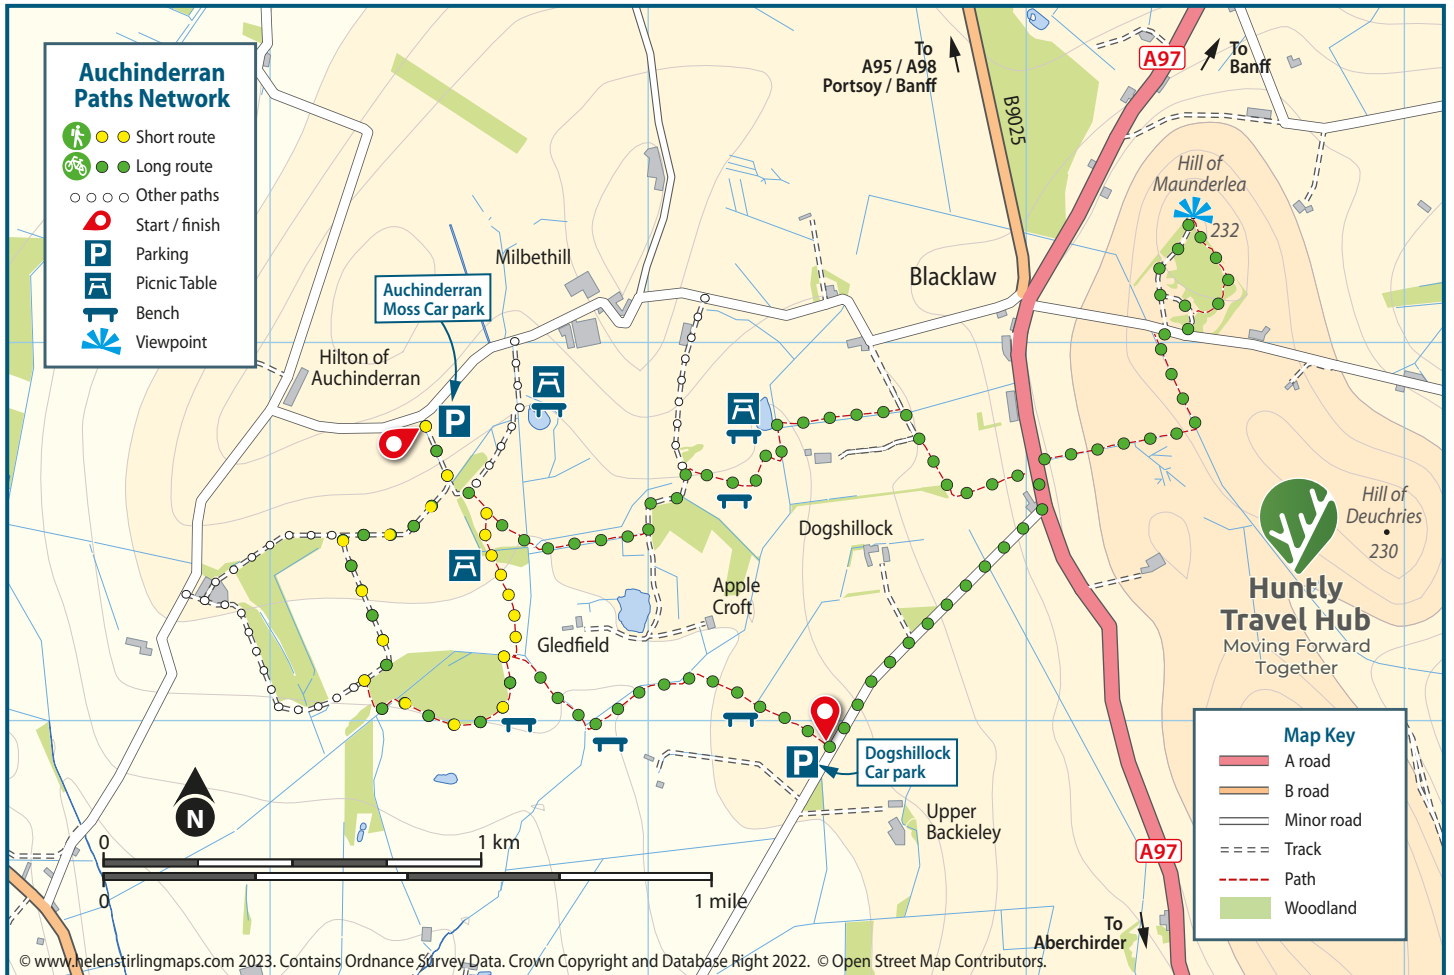 Auchinderran
Paths Network
Short route
Long route
Other paths
Start / finish
P
Parking
Picnic Table
Bench
Viewpoint
To
A95 / A98
Portsoy / Banff
B9025
A97
To
Banff
Hill of
Maunderlea
232
Milbethill
Auchinderran
Moss Car park
Blacklaw
Hilton of
Auchinderran
P
Dogshillock
Hill of
Deuchries
230
Apple
Croft
Gledfield
Huntly
Travel Hub
Moving Forward
Together
P
Dogshillock
Car park
Upper
Backieley
Map Key
A road
B road
Minor road
Track
Path
Woodland
N
0
1 km
0
1 mile
A97
To
Aberchirder
© www.helenstirlingmaps.com 2023. Contains Ordnance Survey Data. Crown Copyright and Database Right 2022. © Open Street Map Contributors.